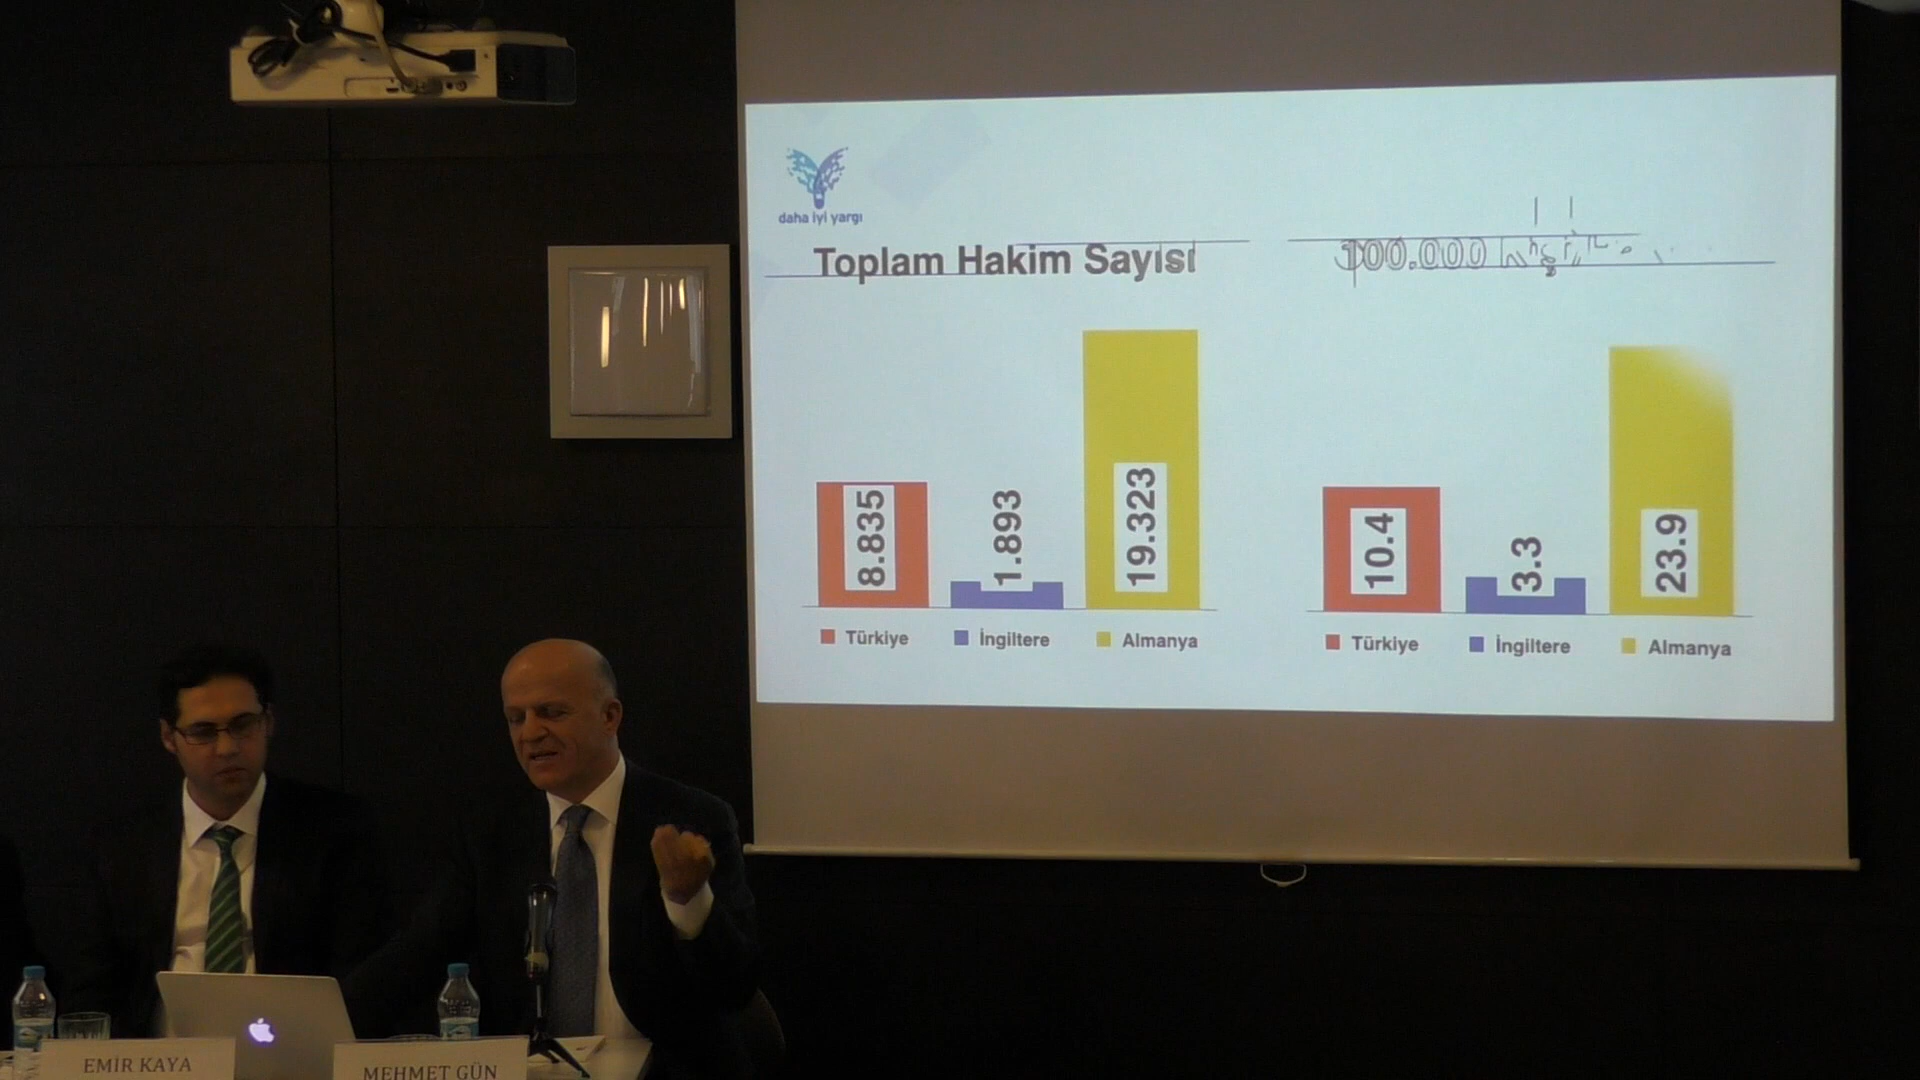 daha iyi yargı
Toplam Hakim Sayısı
100.000
8.835
1.893
19.323
Türkiye
İngiltere
Almanya
10.4
3.3
23.9
Türkiye
İngiltere
Almanya
EMİR KAYA
MEHMET GÜN